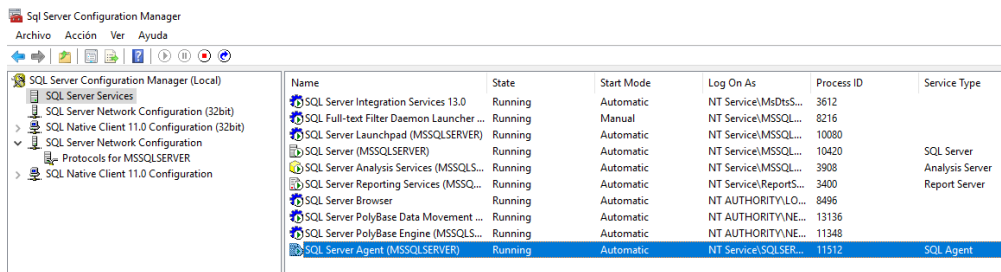 Sql Server Configuration Manager
Archivo Acción Ver Ayuda
SQL Server Configuration Manager (Local)
SQL Server Services
SQL Server Network Configuration (32bit)
SQL Native Client 11.0 Configuration (32bit)
SQL Server Network Configuration
Protocols for MSSQLSERVER
SQL Native Client 11.0 Configuration
Name State Start Mode Log On As Process ID Service Type
SQL Server Integration Services 13.0 Running Automatic NT Service\MsDtsS... 3612
SQL Full-text Filter Daemon Launcher ... Running Manual NT Service\MSSQL... 8216
SQL Server Launchpad (MSSQLSERVER) Running Automatic NT Service\MSSQL... 10080
SQL Server (MSSQLSERVER) Running Automatic NT Service\MSSQL... 10420 SQL Server
SQL Server Analysis Services (MSSQLS... Running Automatic NT Service\MSSQL... 3908 Analysis Server
SQL Server Reporting Services (MSSQ... Running Automatic NT Service\ReportS... 3400 Report Server
SQL Server Browser Running Automatic NT AUTHORITY\LO... 8496
SQL Server PolyBase Data Movement ... Running Automatic NT AUTHORITY\NE... 13136
SQL Server PolyBase Engine (MSSQLS... Running Automatic NT AUTHORITY\NE... 11348
SQL Server Agent (MSSQLSERVER) Running Automatic NT Service\SQLSER... 11512 SQL Agent